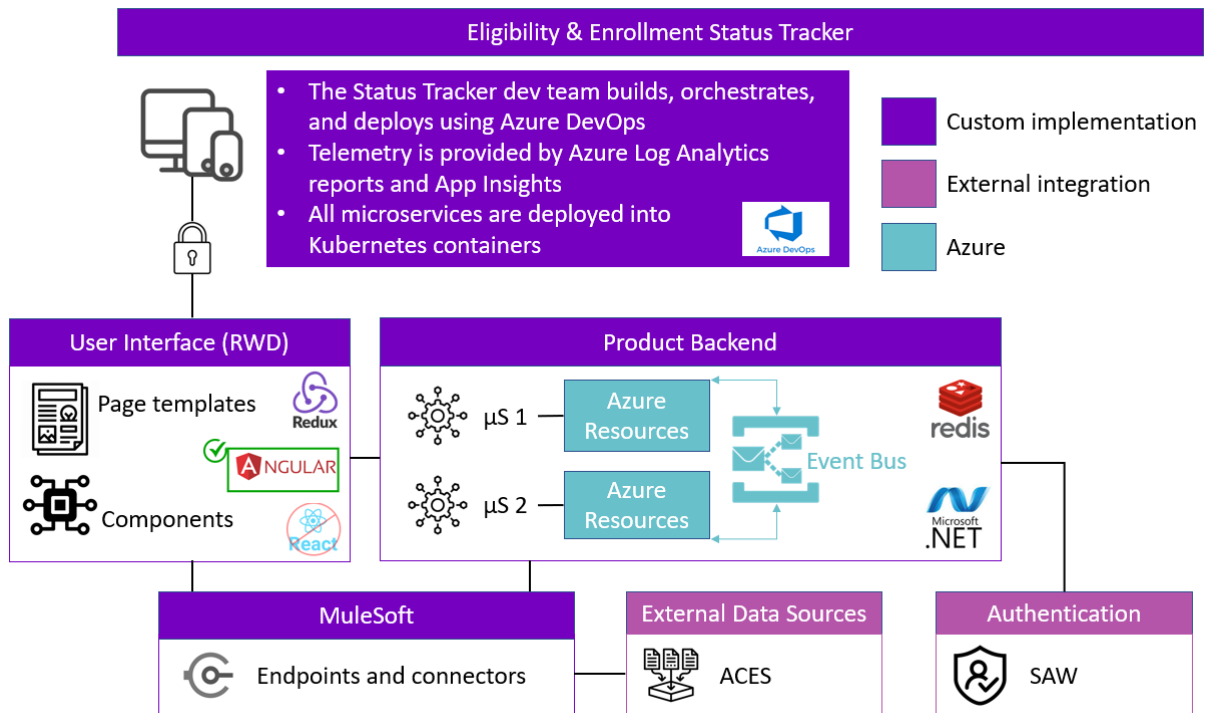 Eligibility & Enrollment Status Tracker
• The Status Tracker dev team builds, orchestrates,
and deploys using Azure DevOps
• Telemetry is provided by Azure Log Analytics
reports and App Insights
• All microservices are deployed into
Kubernetes containers
Azure DevOps
Custom implementation
External integration
Azure
User Interface (RWD)
Page templates
Redux
ANGULAR
Components
React
Product Backend
µS 1
Azure
Resources
µS 2
Azure
Resources
Event Bus
redis
Microsoft
.NET
MuleSoft
Endpoints and connectors
External Data Sources
ACES
Authentication
SAW